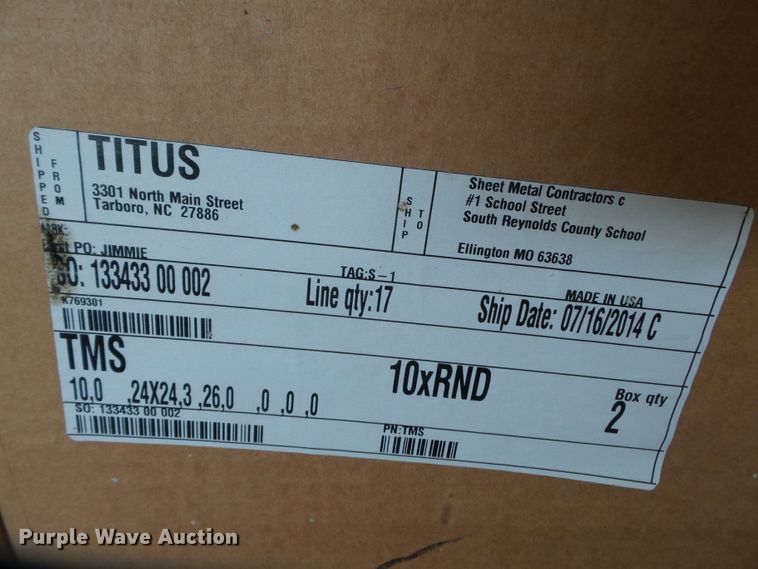 SHIPPED FROM
TITUS
3301 North Main Street
Tarboro, NC 27886
SHIP TO
Sheet Metal Contractors c
#1 School Street
South Reynolds County School
Ellington MO 63638
PO: JIMMIE
SO: 133433 00 002
TAG:S-1
Line qty:17
MADE IN USA
Ship Date: 07/16/2014 C
K769301
TMS
10,0 ,24X24,3 ,26,0 ,0 ,0 ,0
10xRND
Box qty
2
SO: 133433 00 002
PN:TMS
Purple Wave Auction